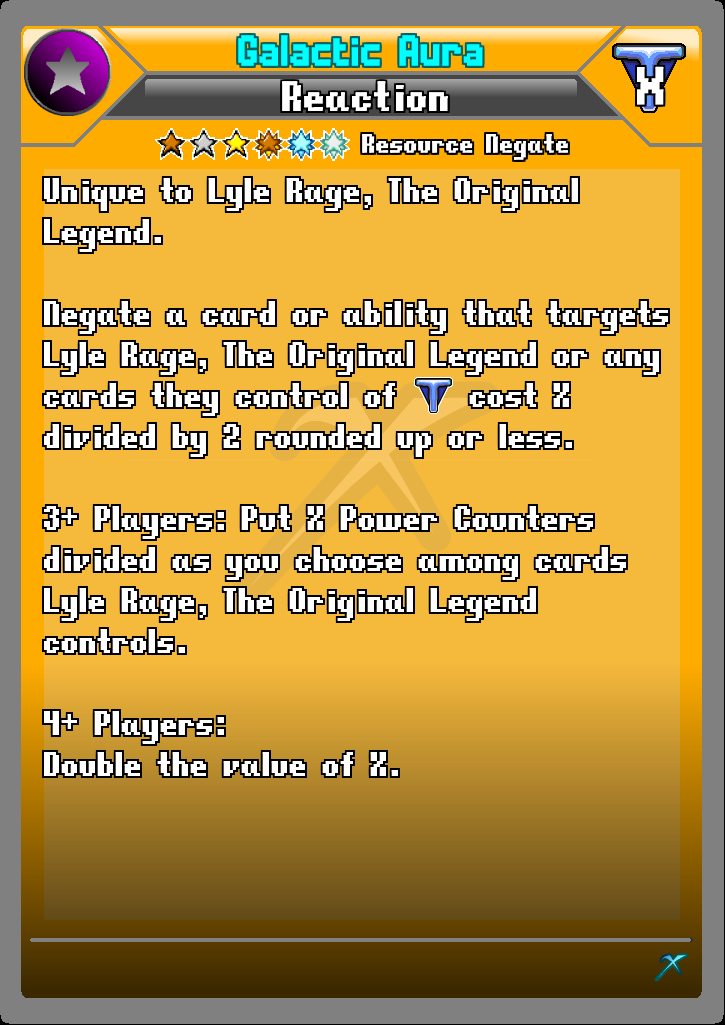 Galactic Aura
X
Reaction
Resource Negate
Unique to Lyle Rage, The Original
Legend.
Negate a card or ability that targets
Lyle Rage, The Original Legend or any
cards they control of T cost X
divided by 2 rounded up or less.
3+ Players: Put X Power Counters
divided as you choose among cards
Lyle Rage, The Original Legend
controls.
4+ Players:
Double the value of X.